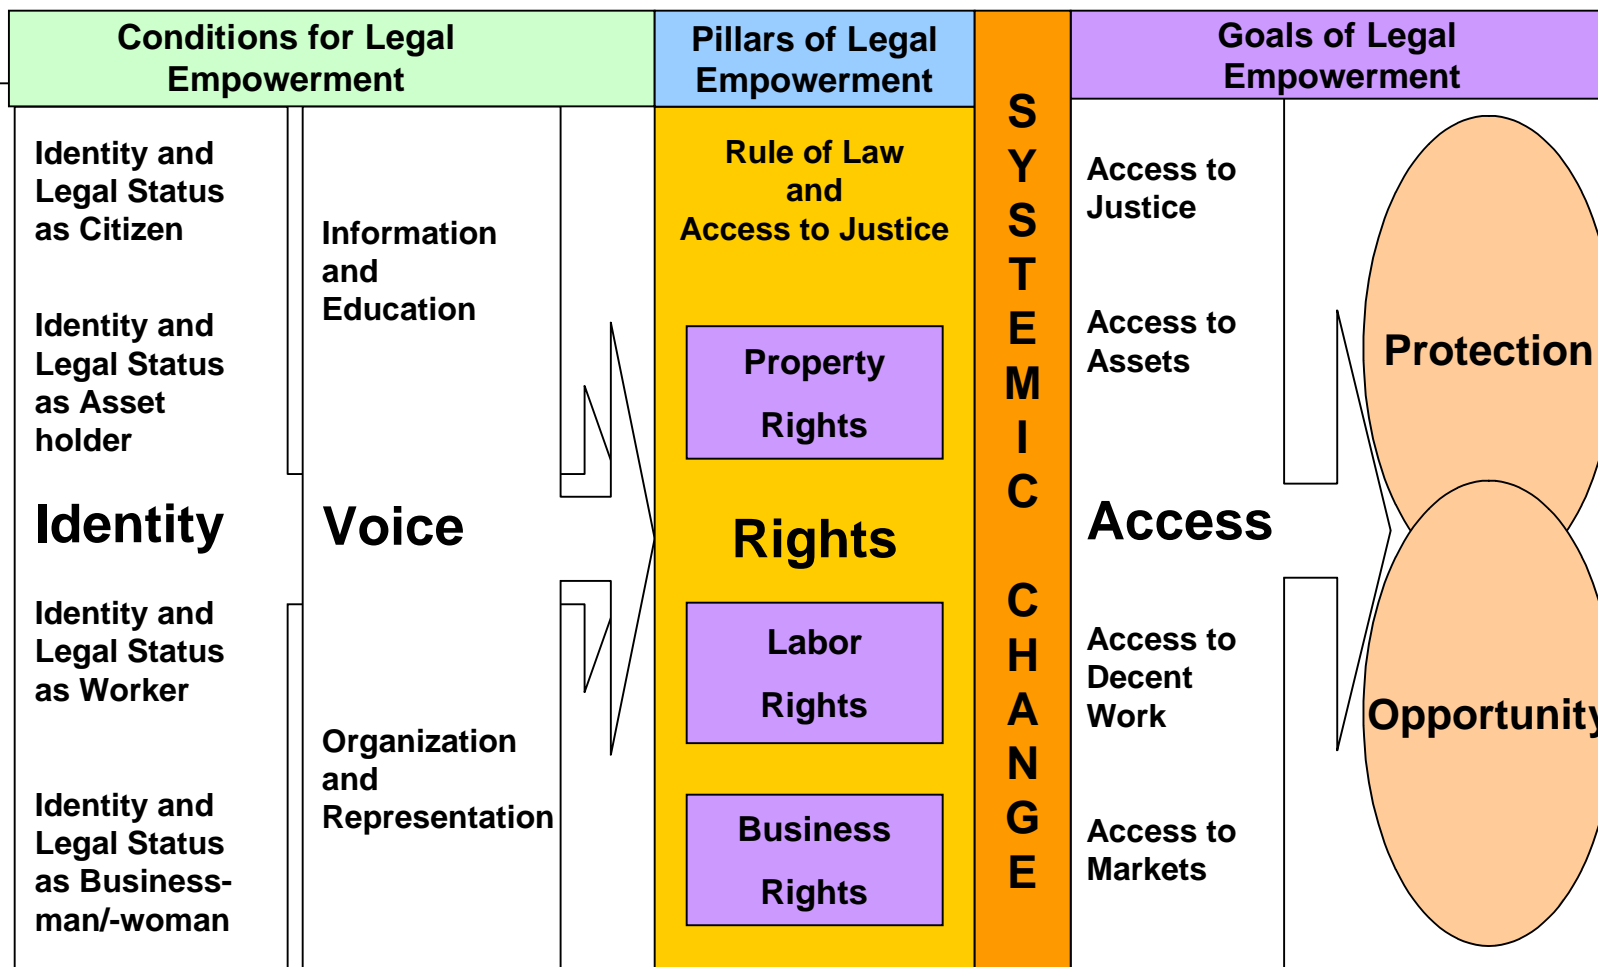 Conditions for Legal
Empowerment
Pillars of Legal
Empowerment
Goals of Legal
Empowerment
Identity and
Legal Status
as Citizen
Identity and
Legal Status
as Asset
holder
Identity
Identity and
Legal Status
as Worker
Identity and
Legal Status
as Business-
man/-woman
Information
and
Education
Voice
Organization
and
Representation
Rule of Law
and
Access to Justice
Property
Rights
Rights
Labor
Rights
Business
Rights
S
Y
S
T
E
M
I
C
C
H
A
N
G
E
Access to
Justice
Access to
Assets
Access
Access to
Decent
Work
Access to
Markets
Protection
Opportunity